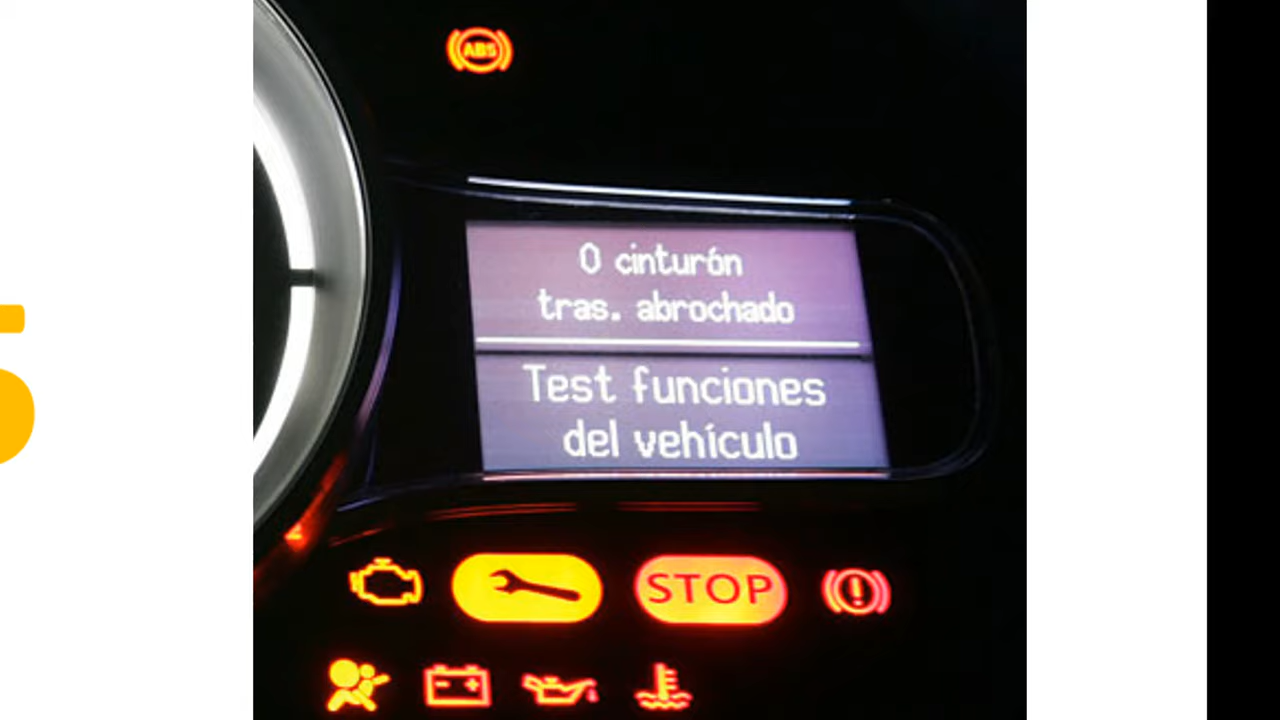 ABS
0 cinturón
tras. abrochado
Test funciones
del vehículo
STOP